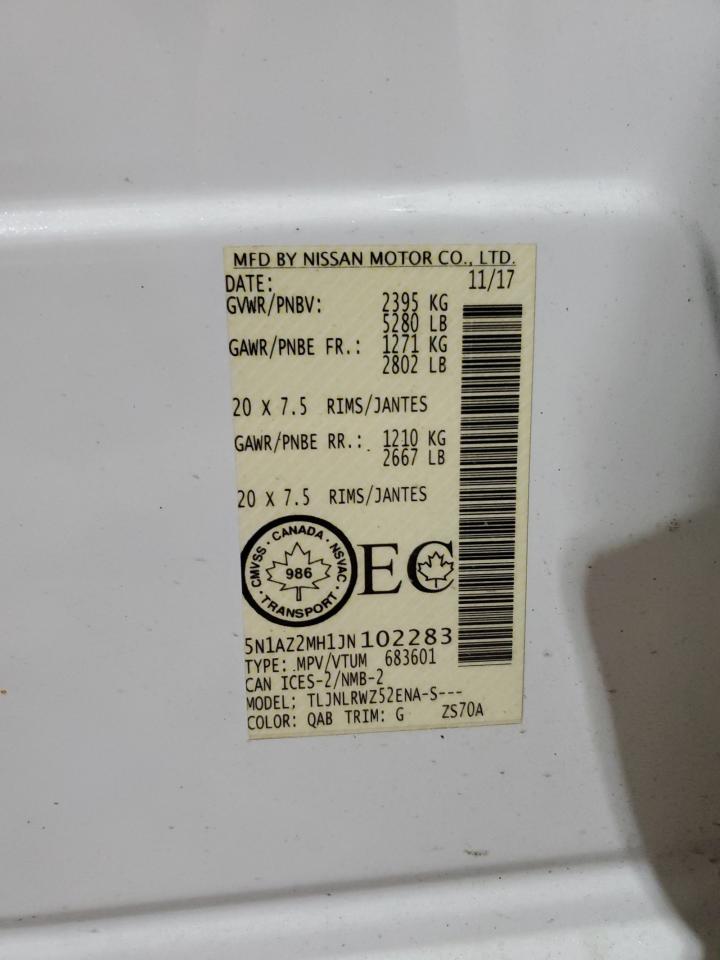 MFD BY NISSAN MOTOR CO., LTD.
DATE: 11/17
GVWR/PNBV: 2395 KG
5280 LB
GAWR/PNBE FR.: 1271 KG
2802 LB
20 X 7.5 RIMS/JANTES
GAWR/PNBE RR.: 1210 KG
2667 LB
20 X 7.5 RIMS/JANTES
CMVSS · CANADA · NSVAC · TRANSPORT ·
986
EC
5N1AZ2MH1JN102283
TYPE: MPV/VTUM 683601
CAN ICES-2/NMB-2
MODEL: TLJNLRWZ52ENA-S---
COLOR: QAB TRIM: G ZS70A